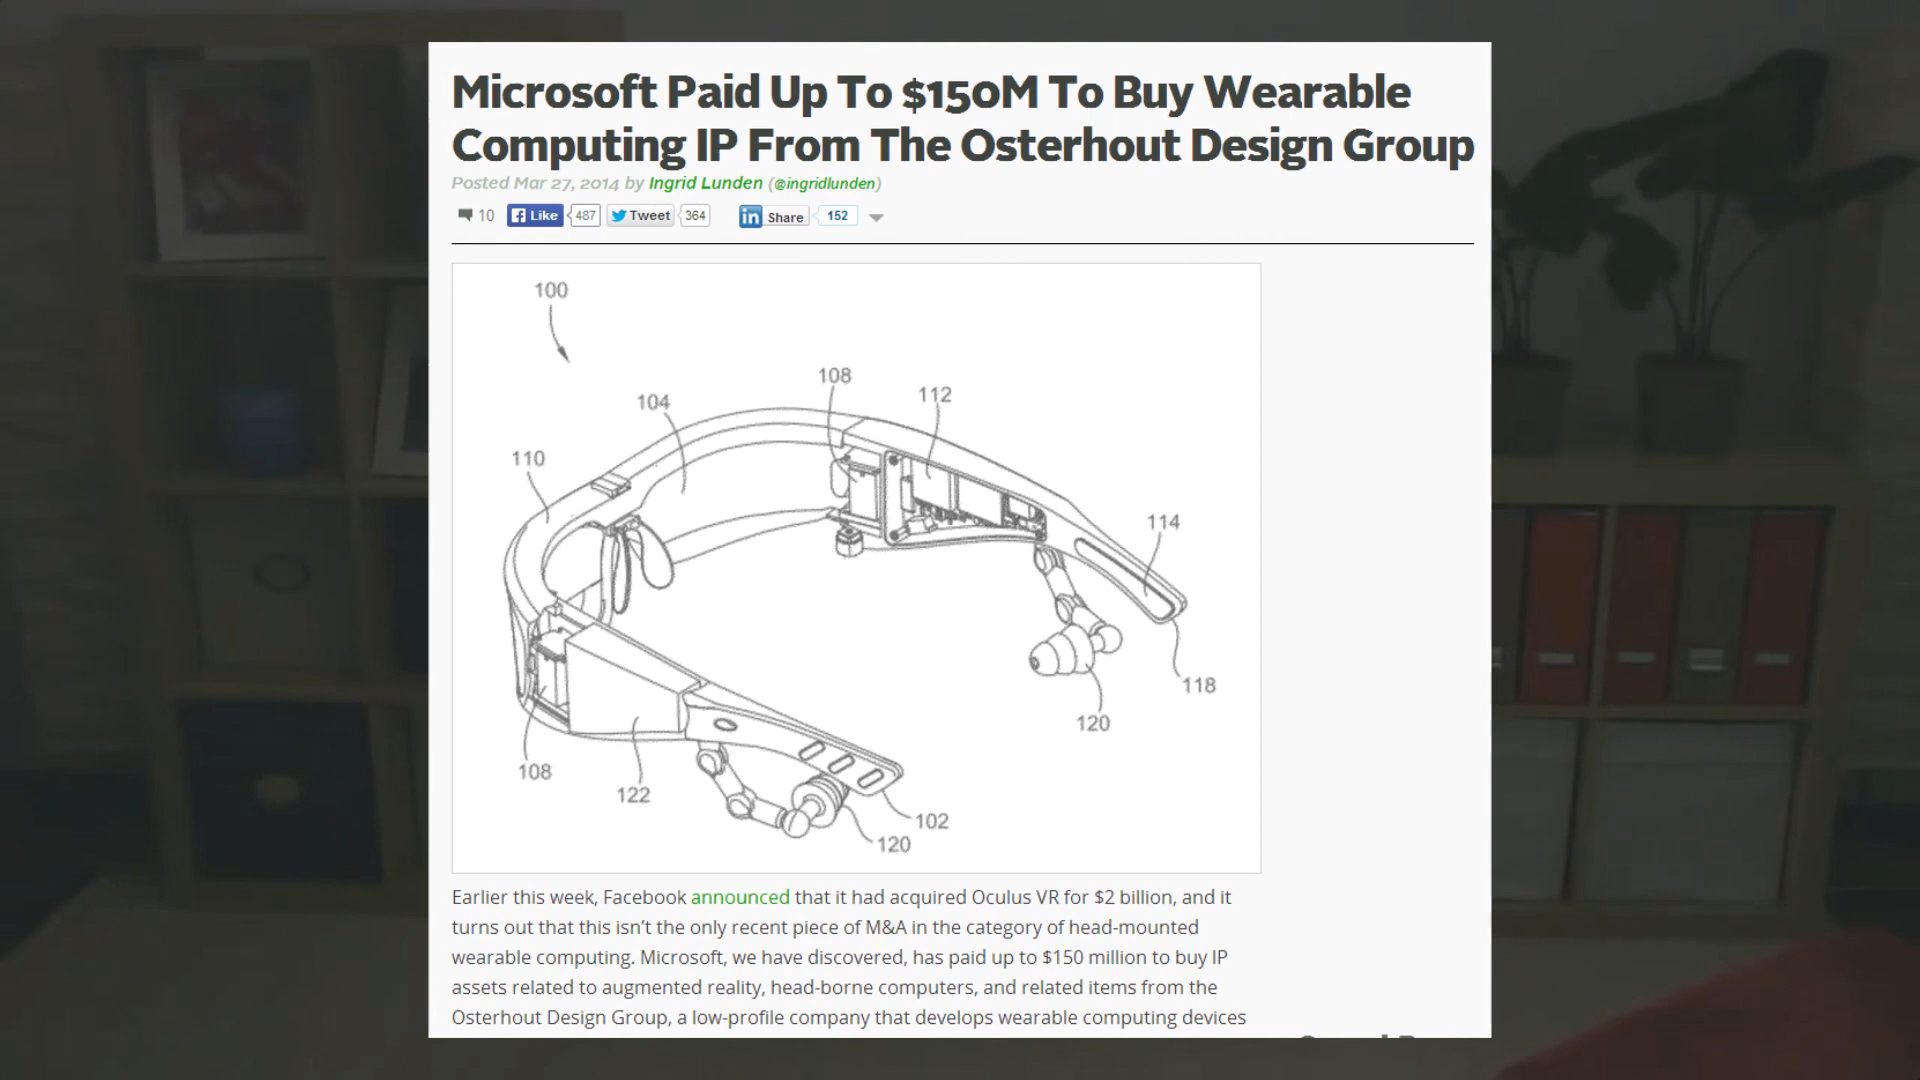 Microsoft Paid Up To $150M To Buy Wearable
Computing IP From The Osterhout Design Group
Posted Mar 27, 2014 by Ingrid Lunden (@ingridlunden)
10 Like 487 Tweet 364 in Share 152
100
108
112
104
110
114
118
120
108
122
102
120
Earlier this week, Facebook announced that it had acquired Oculus VR for $2 billion, and it
turns out that this isn’t the only recent piece of M&A in the category of head-mounted
wearable computing. Microsoft, we have discovered, has paid up to $150 million to buy IP
assets related to augmented reality, head-borne computers, and related items from the
Osterhout Design Group, a low-profile company that develops wearable computing devices